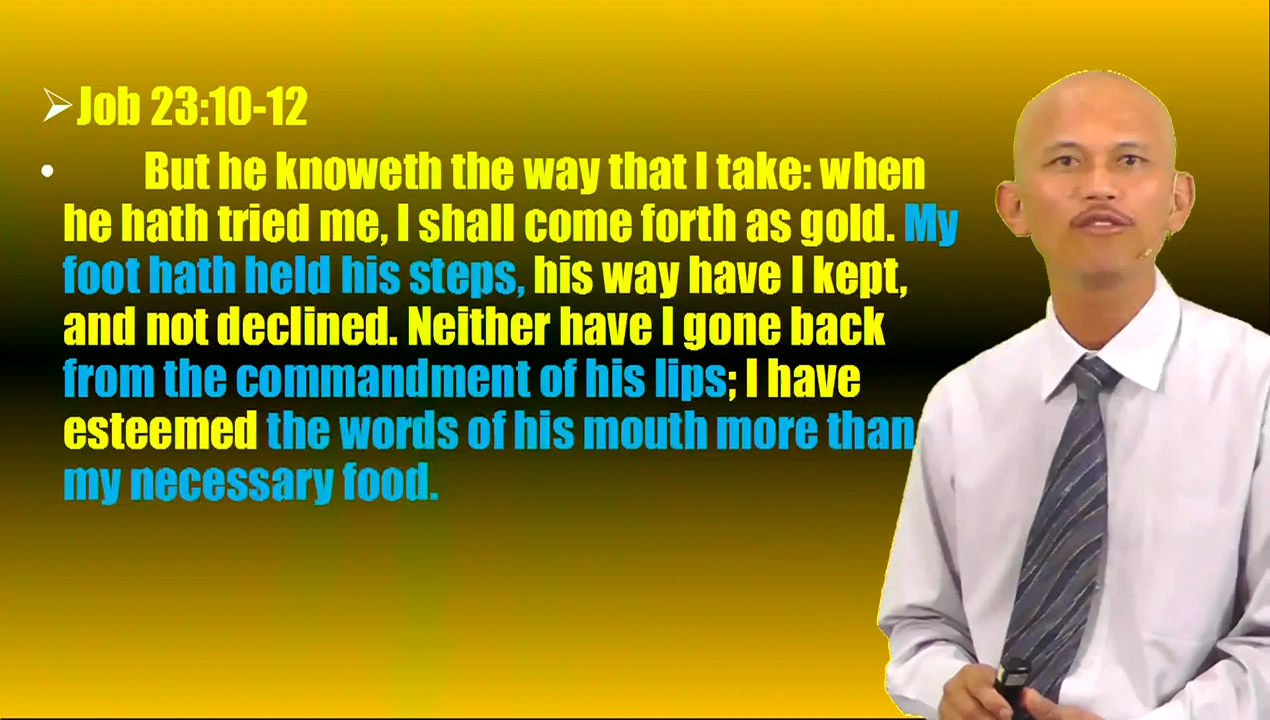 Job 23:10-12
But he knoweth the way that I take: when
he hath tried me, I shall come forth as gold. My
foot hath held his steps, his way have I kept,
and not declined. Neither have I gone back
from the commandment of his lips; I have
esteemed the words of his mouth more than
my necessary food.